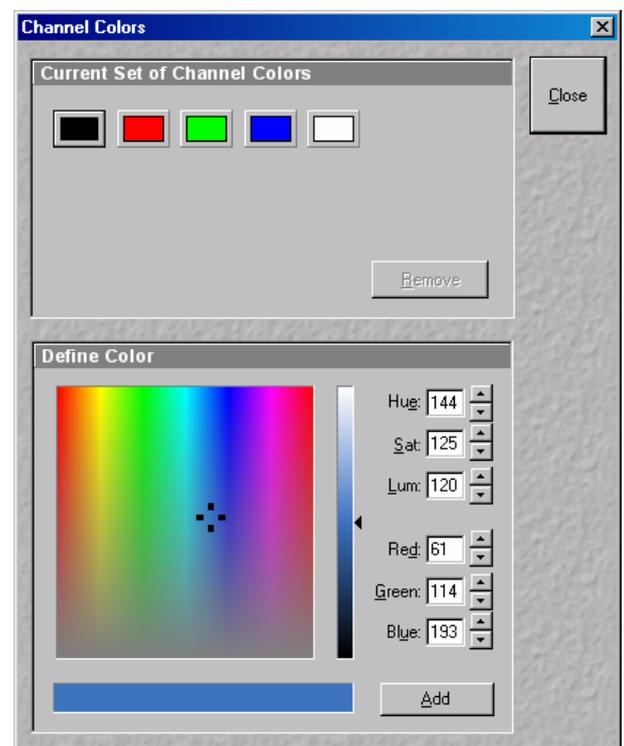 Channel Colors
Current Set of Channel Colors
Close
Remove
Define Color
Hue: 144
Sat: 125
Lum: 120
Red: 61
Green: 114
Blue: 193
Add